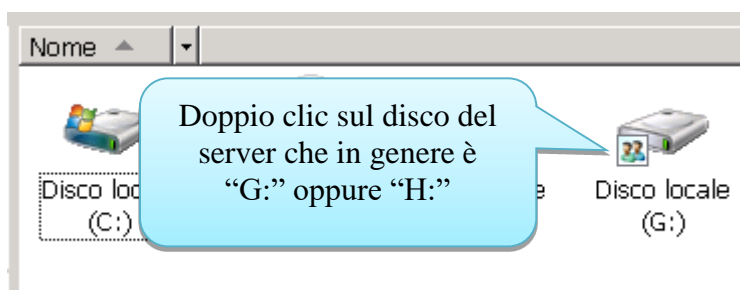 Nome
Doppio clic sul disco del
server che in genere è
“G:” oppure “H:”
Disco loc
(C:)
e
Disco locale
(G:)